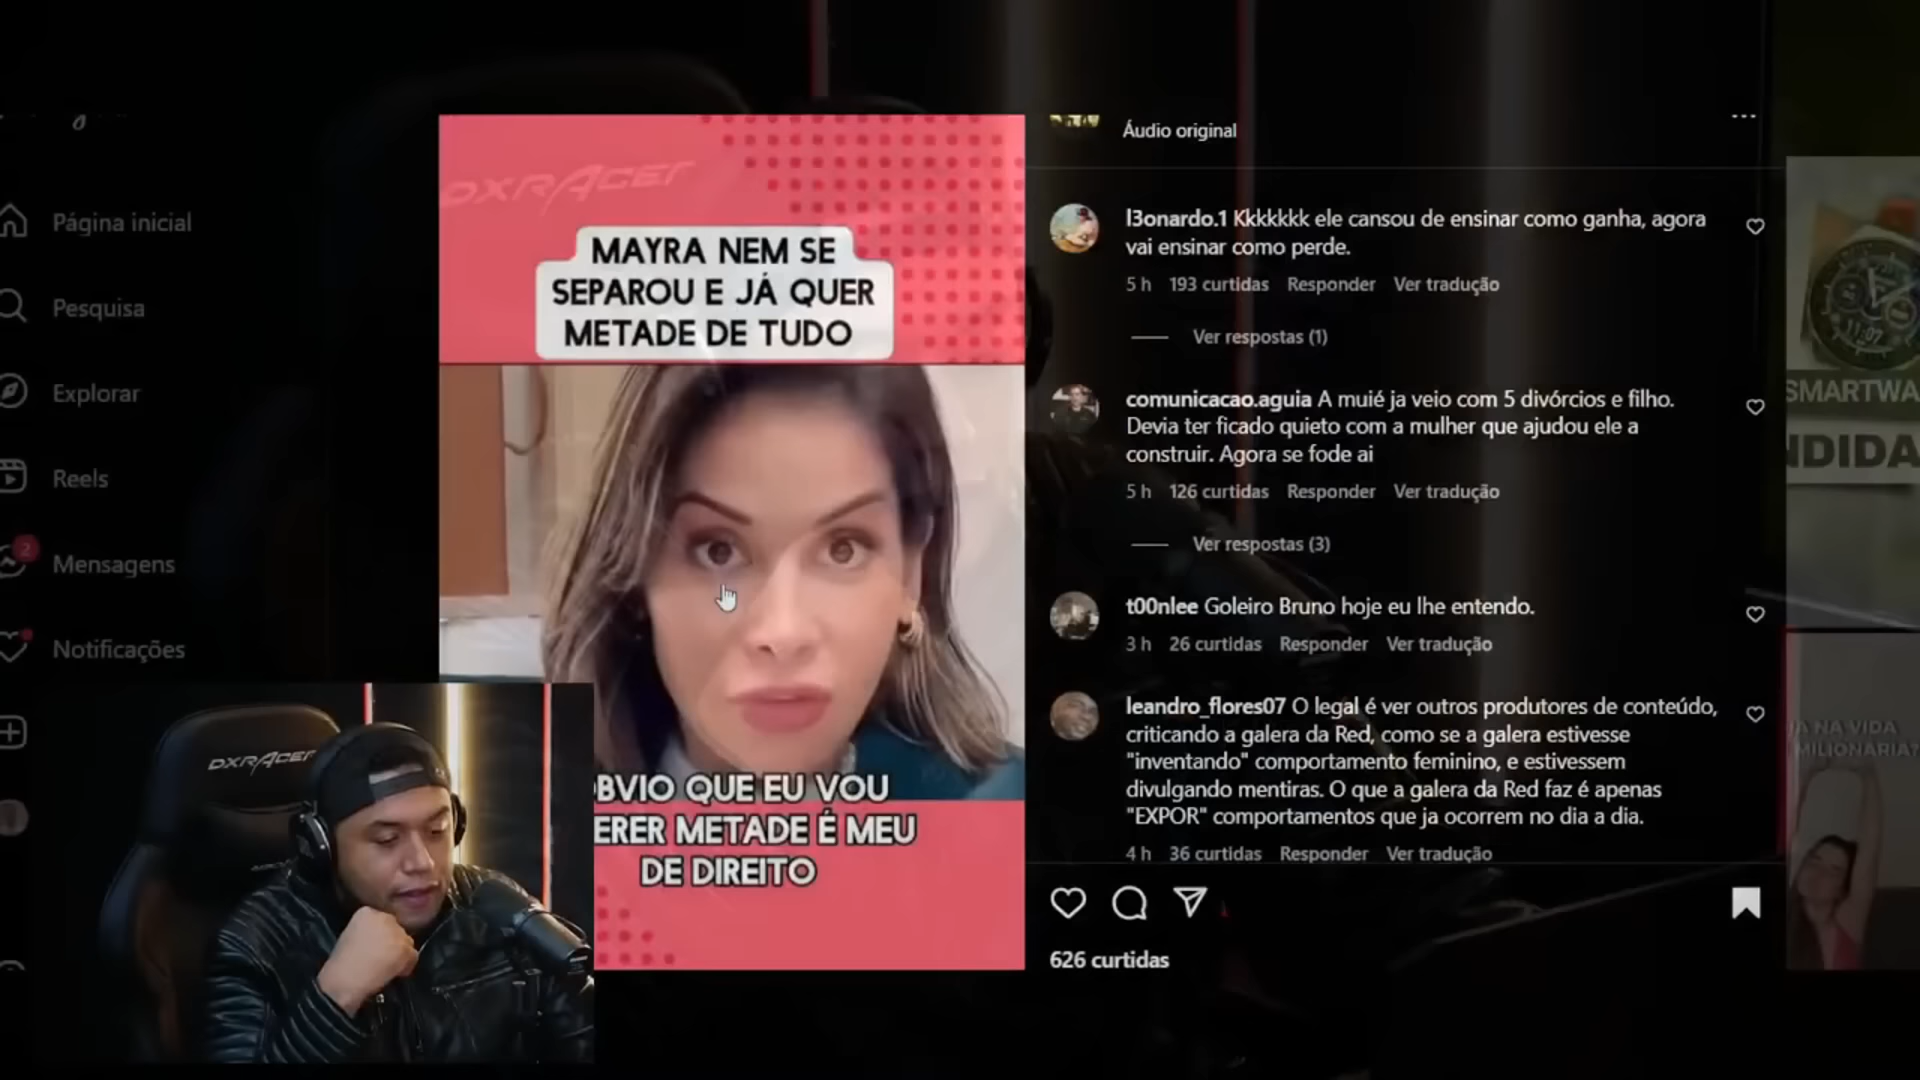 Página inicial
Pesquisa
Explorar
Reels
2
Mensagens
Notificações
DXRACER
MAYRA NEM SE
SEPAROU E JÁ QUER
METADE DE TUDO
BVIO QUE EU VOU
ERER METADE É MEU
DE DIREITO
DXRACER
Áudio original
l3onardo.1 Kkkkkkk ele cansou de ensinar como ganha, agora
vai ensinar como perde.
5 h 193 curtidas Responder Ver tradução
Ver respostas (1)
comunicacao.aguia A muié ja veio com 5 divórcios e filho.
Devia ter ficado quieto com a mulher que ajudou ele a
construir. Agora se fode ai
5 h 126 curtidas Responder Ver tradução
Ver respostas (3)
t00nlee Goleiro Bruno hoje eu lhe entendo.
3 h 26 curtidas Responder Ver tradução
leandro_flores07 O legal é ver outros produtores de conteúdo,
criticando a galera da Red, como se a galera estivesse
"inventando" comportamento feminino, e estivessem
divulgando mentiras. O que a galera da Red faz é apenas
"EXPOR" comportamentos que ja ocorrem no dia a dia.
4 h 36 curtidas Responder Ver tradução
626 curtidas
11:07
SMARTWA
NDIDA
NA VIDA
MILIONARIA?